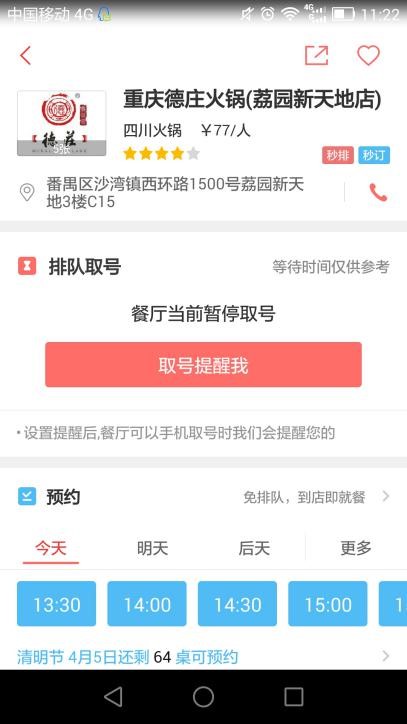 中国移动 4G 4G 11:22
重庆德庄火锅(荔园新天地店)
德庄
5张
四川火锅 ￥77/人
秒排 秒订
番禺区沙湾镇西环路1500号荔园新天
地3楼C15
排队取号 等待时间仅供参考
餐厅当前暂停取号
取号提醒我
·设置提醒后,餐厅可以手机取号时我们会提醒您的
预约 免排队，到店即就餐
今天 明天 后天 更多
13:30 14:00 14:30 15:00 1
清明节 4月5日还剩 64 桌可预约